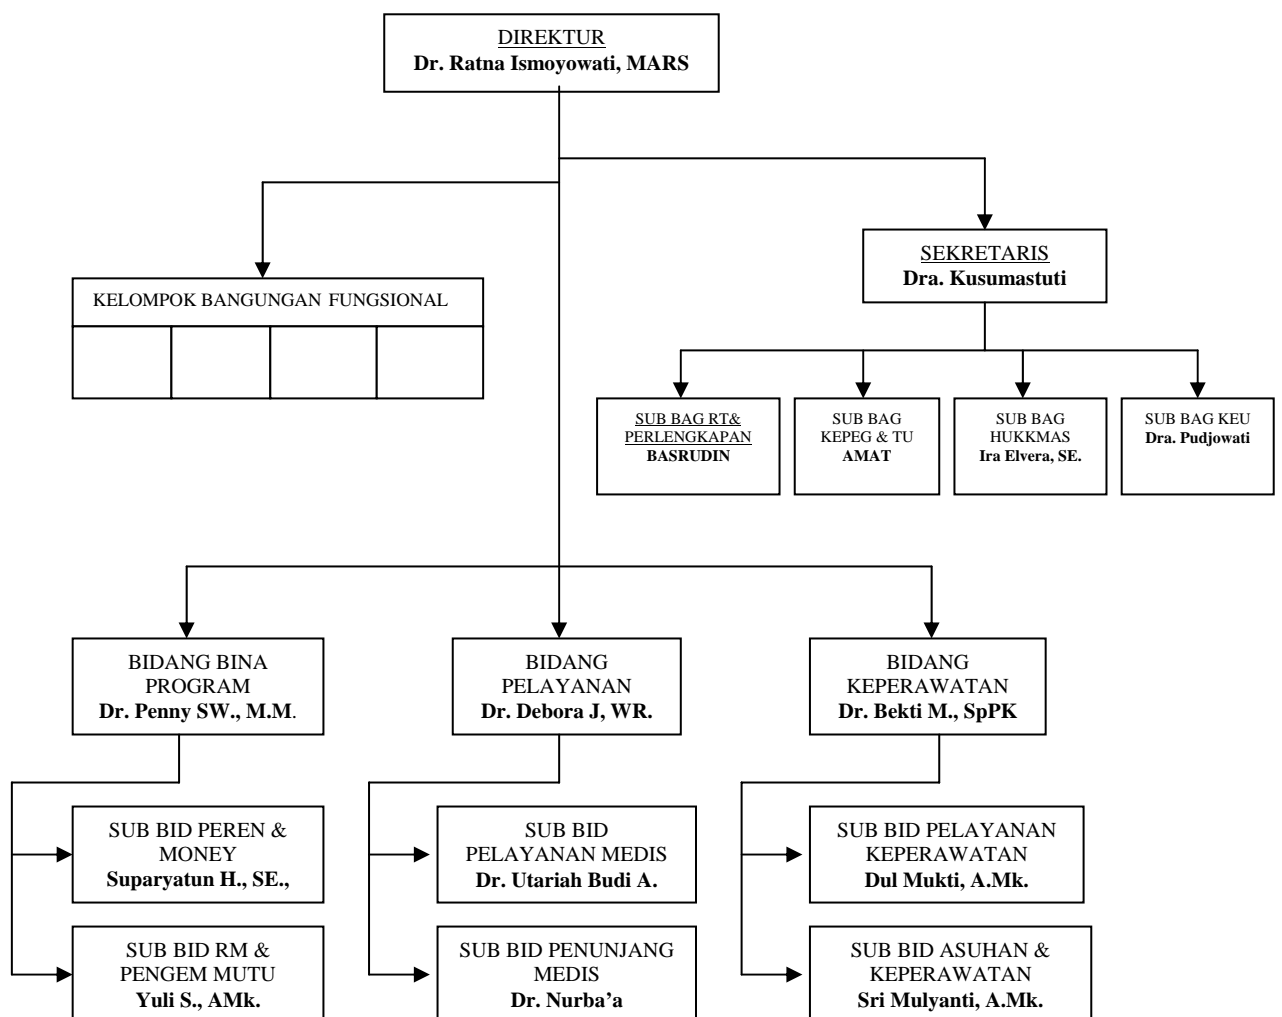 DIREKTUR
Dr. Ratna Ismoyowati, MARS
SEKRETARIS
Dra. Kusumastuti
KELOMPOK BANGUNGAN FUNGSIONAL
SUB BAG RT&
PERLENGKAPAN
BASRUDIN
SUB BAG
KEPEG & TU
AMAT
SUB BAG
HUKKMAS
Ira Elvera, SE.
SUB BAG KEU
Dra. Pudjowati
BIDANG BINA
PROGRAM
Dr. Penny SW., M.M.
BIDANG
PELAYANAN
Dr. Debora J, WR.
BIDANG
KEPERAWATAN
Dr. Bekti M., SpPK
SUB BID PEREN &
MONEY
Suparyatun H., SE.,
SUB BID
PELAYANAN MEDIS
Dr. Utariah Budi A.
SUB BID PELAYANAN
KEPERAWATAN
Dul Mukti, A.Mk.
SUB BID RM &
PENGEM MUTU
Yuli S., AMk.
SUB BID PENUNJANG
MEDIS
Dr. Nurba’a
SUB BID ASUHAN &
KEPERAWATAN
Sri Mulyanti, A.Mk.